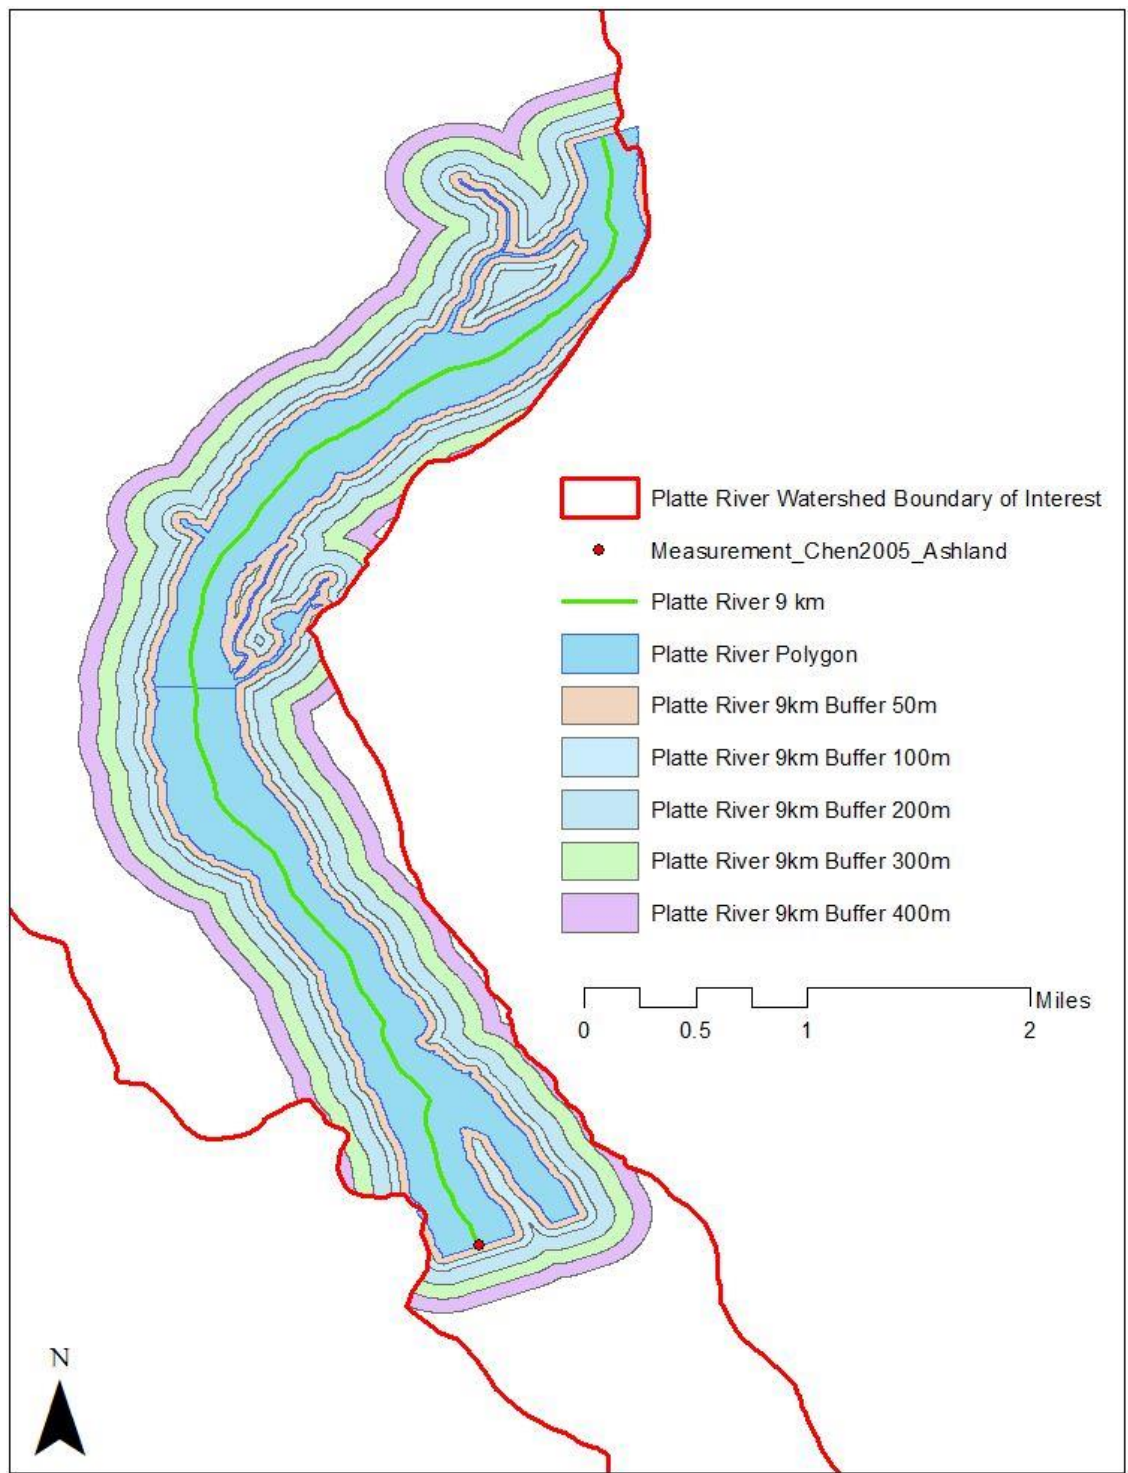 Platte River Watershed Boundary of Interest
Measurement_Chen2005_Ashland
Platte River 9 km
Platte River Polygon
Platte River 9km Buffer 50m
Platte River 9km Buffer 100m
Platte River 9km Buffer 200m
Platte River 9km Buffer 300m
Platte River 9km Buffer 400m
Miles
0 0.5 1 2
N